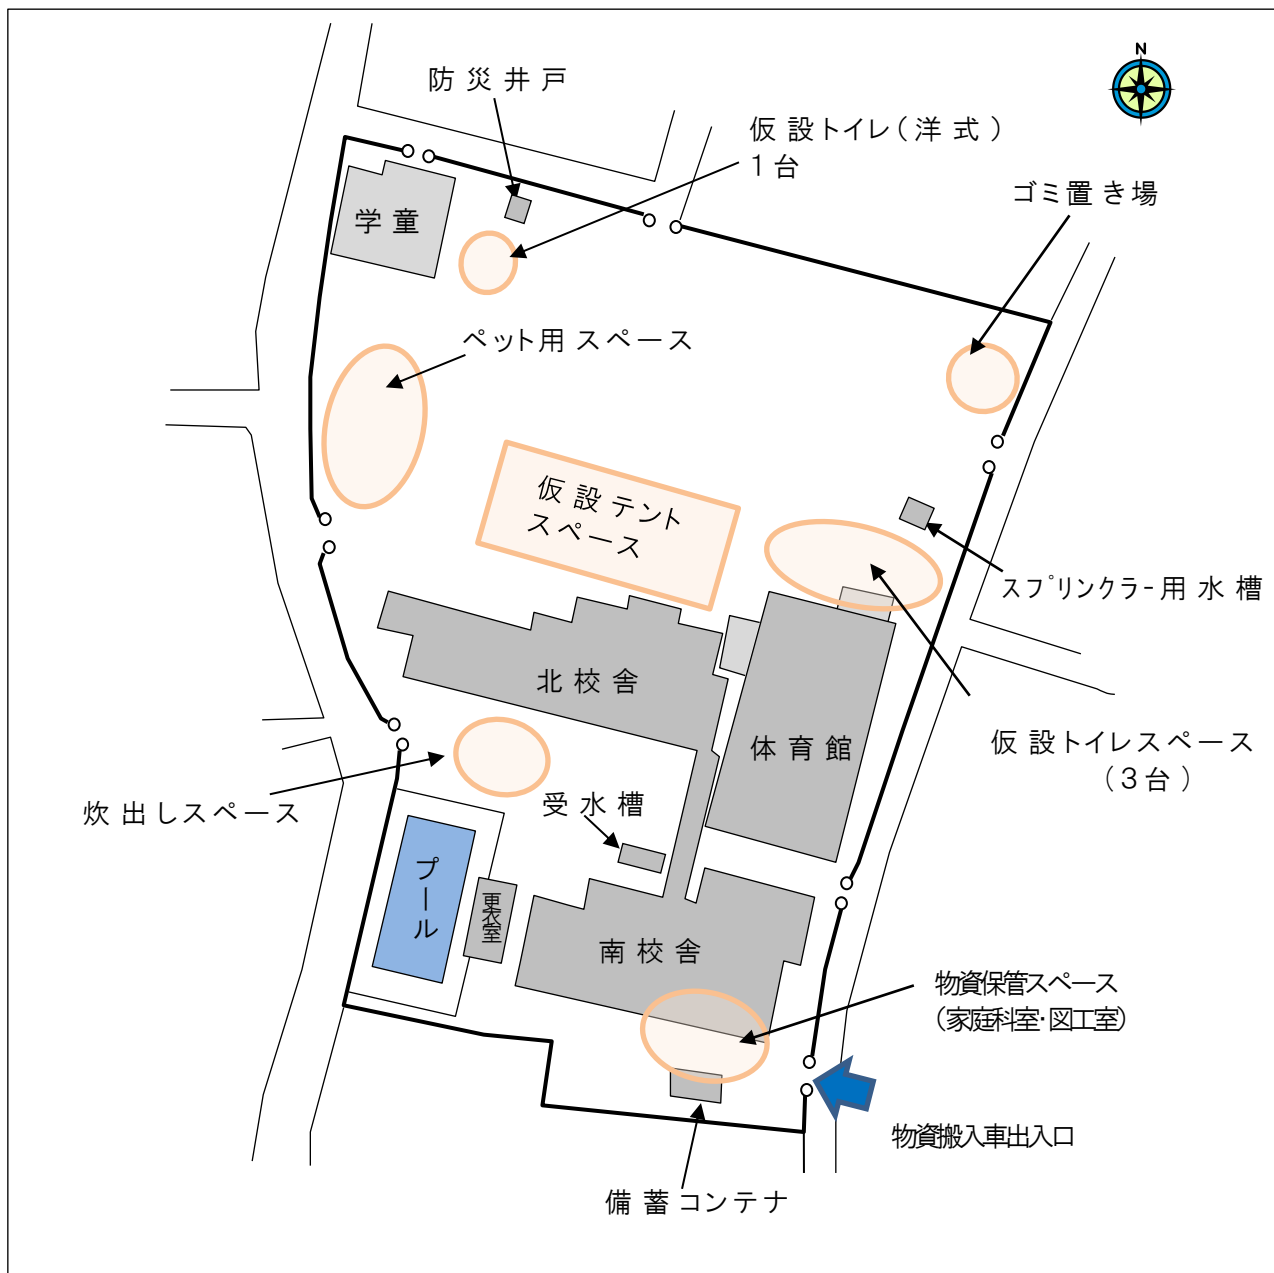 N
防災井戸
仮設トイレ(洋式)
1台
ゴミ置き場
学童
ペット用スペース
仮設テント
スペース
スプリンクラー用水槽
北校舎
体育館
仮設トイレスペース
(3台)
炊出しスペース
受水槽
プール
更衣室
南校舎
物資保管スペース
(家庭科室・図工室)
物資搬入車出入口
備蓄コンテナ